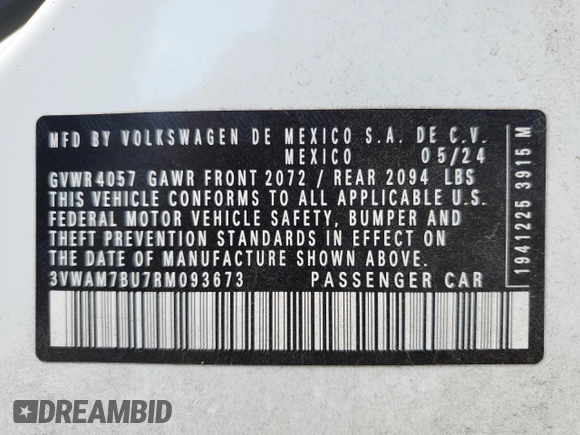 MFD BY VOLKSWAGEN DE MEXICO S.A. DE C.V.
MEXICO 05/24
GVWR 4057 GAWR FRONT 2072 / REAR 2094 LBS
THIS VEHICLE CONFORMS TO ALL APPLICABLE U.S.
FEDERAL MOTOR VEHICLE SAFETY, BUMPER AND
THEFT PREVENTION STANDARDS IN EFFECT ON
THE DATE OF MANUFACTURE SHOWN ABOVE.
3VWAM7BU7RM093673 PASSENGER CAR
1941225 3915 M
DREAMBID